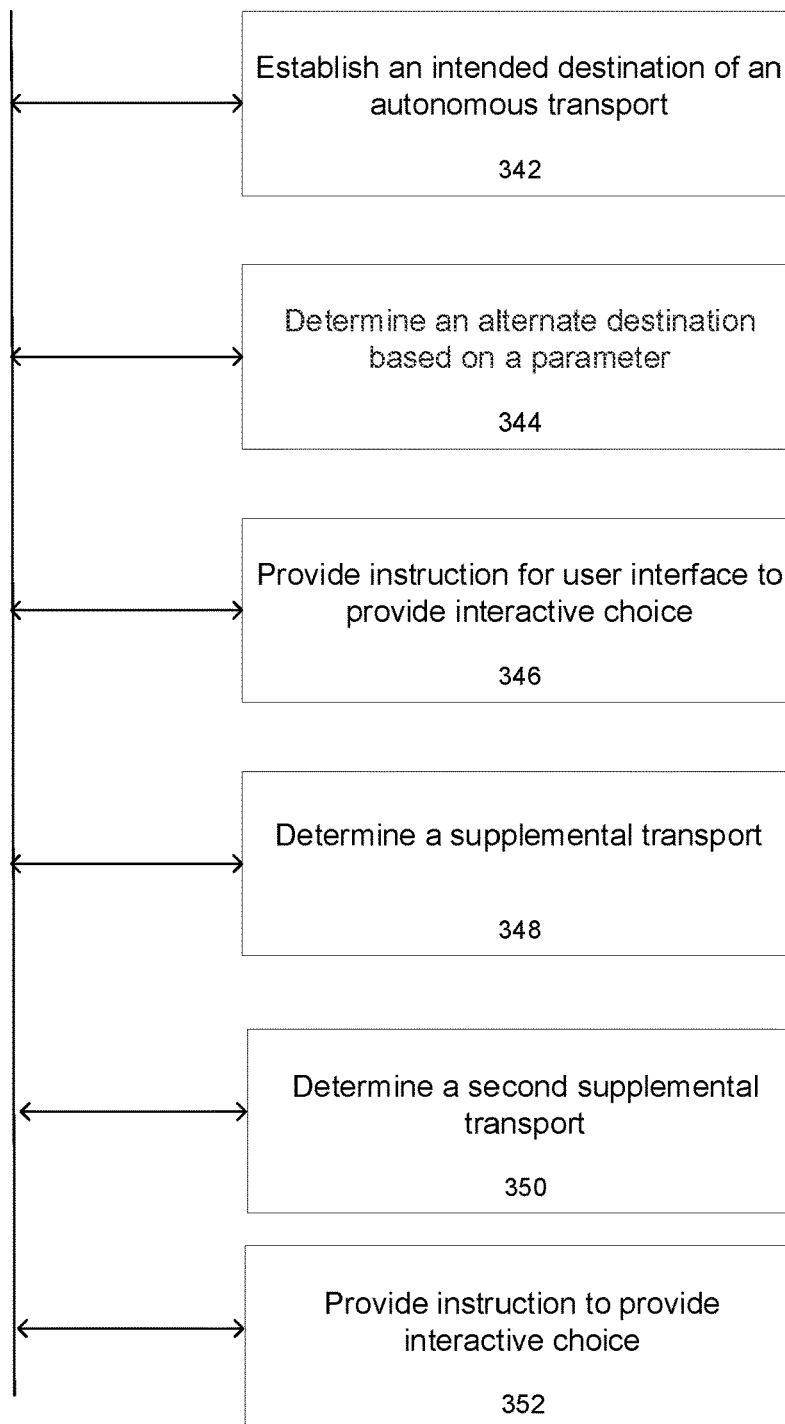 Establish an intended destination of an
autonomous transport
342
Determine an alternate destination
based on a parameter
344
Provide instruction for user interface to
provide interactive choice
346
Determine a supplemental transport
348
Determine a second supplemental
transport
350
Provide instruction to provide
interactive choice
352